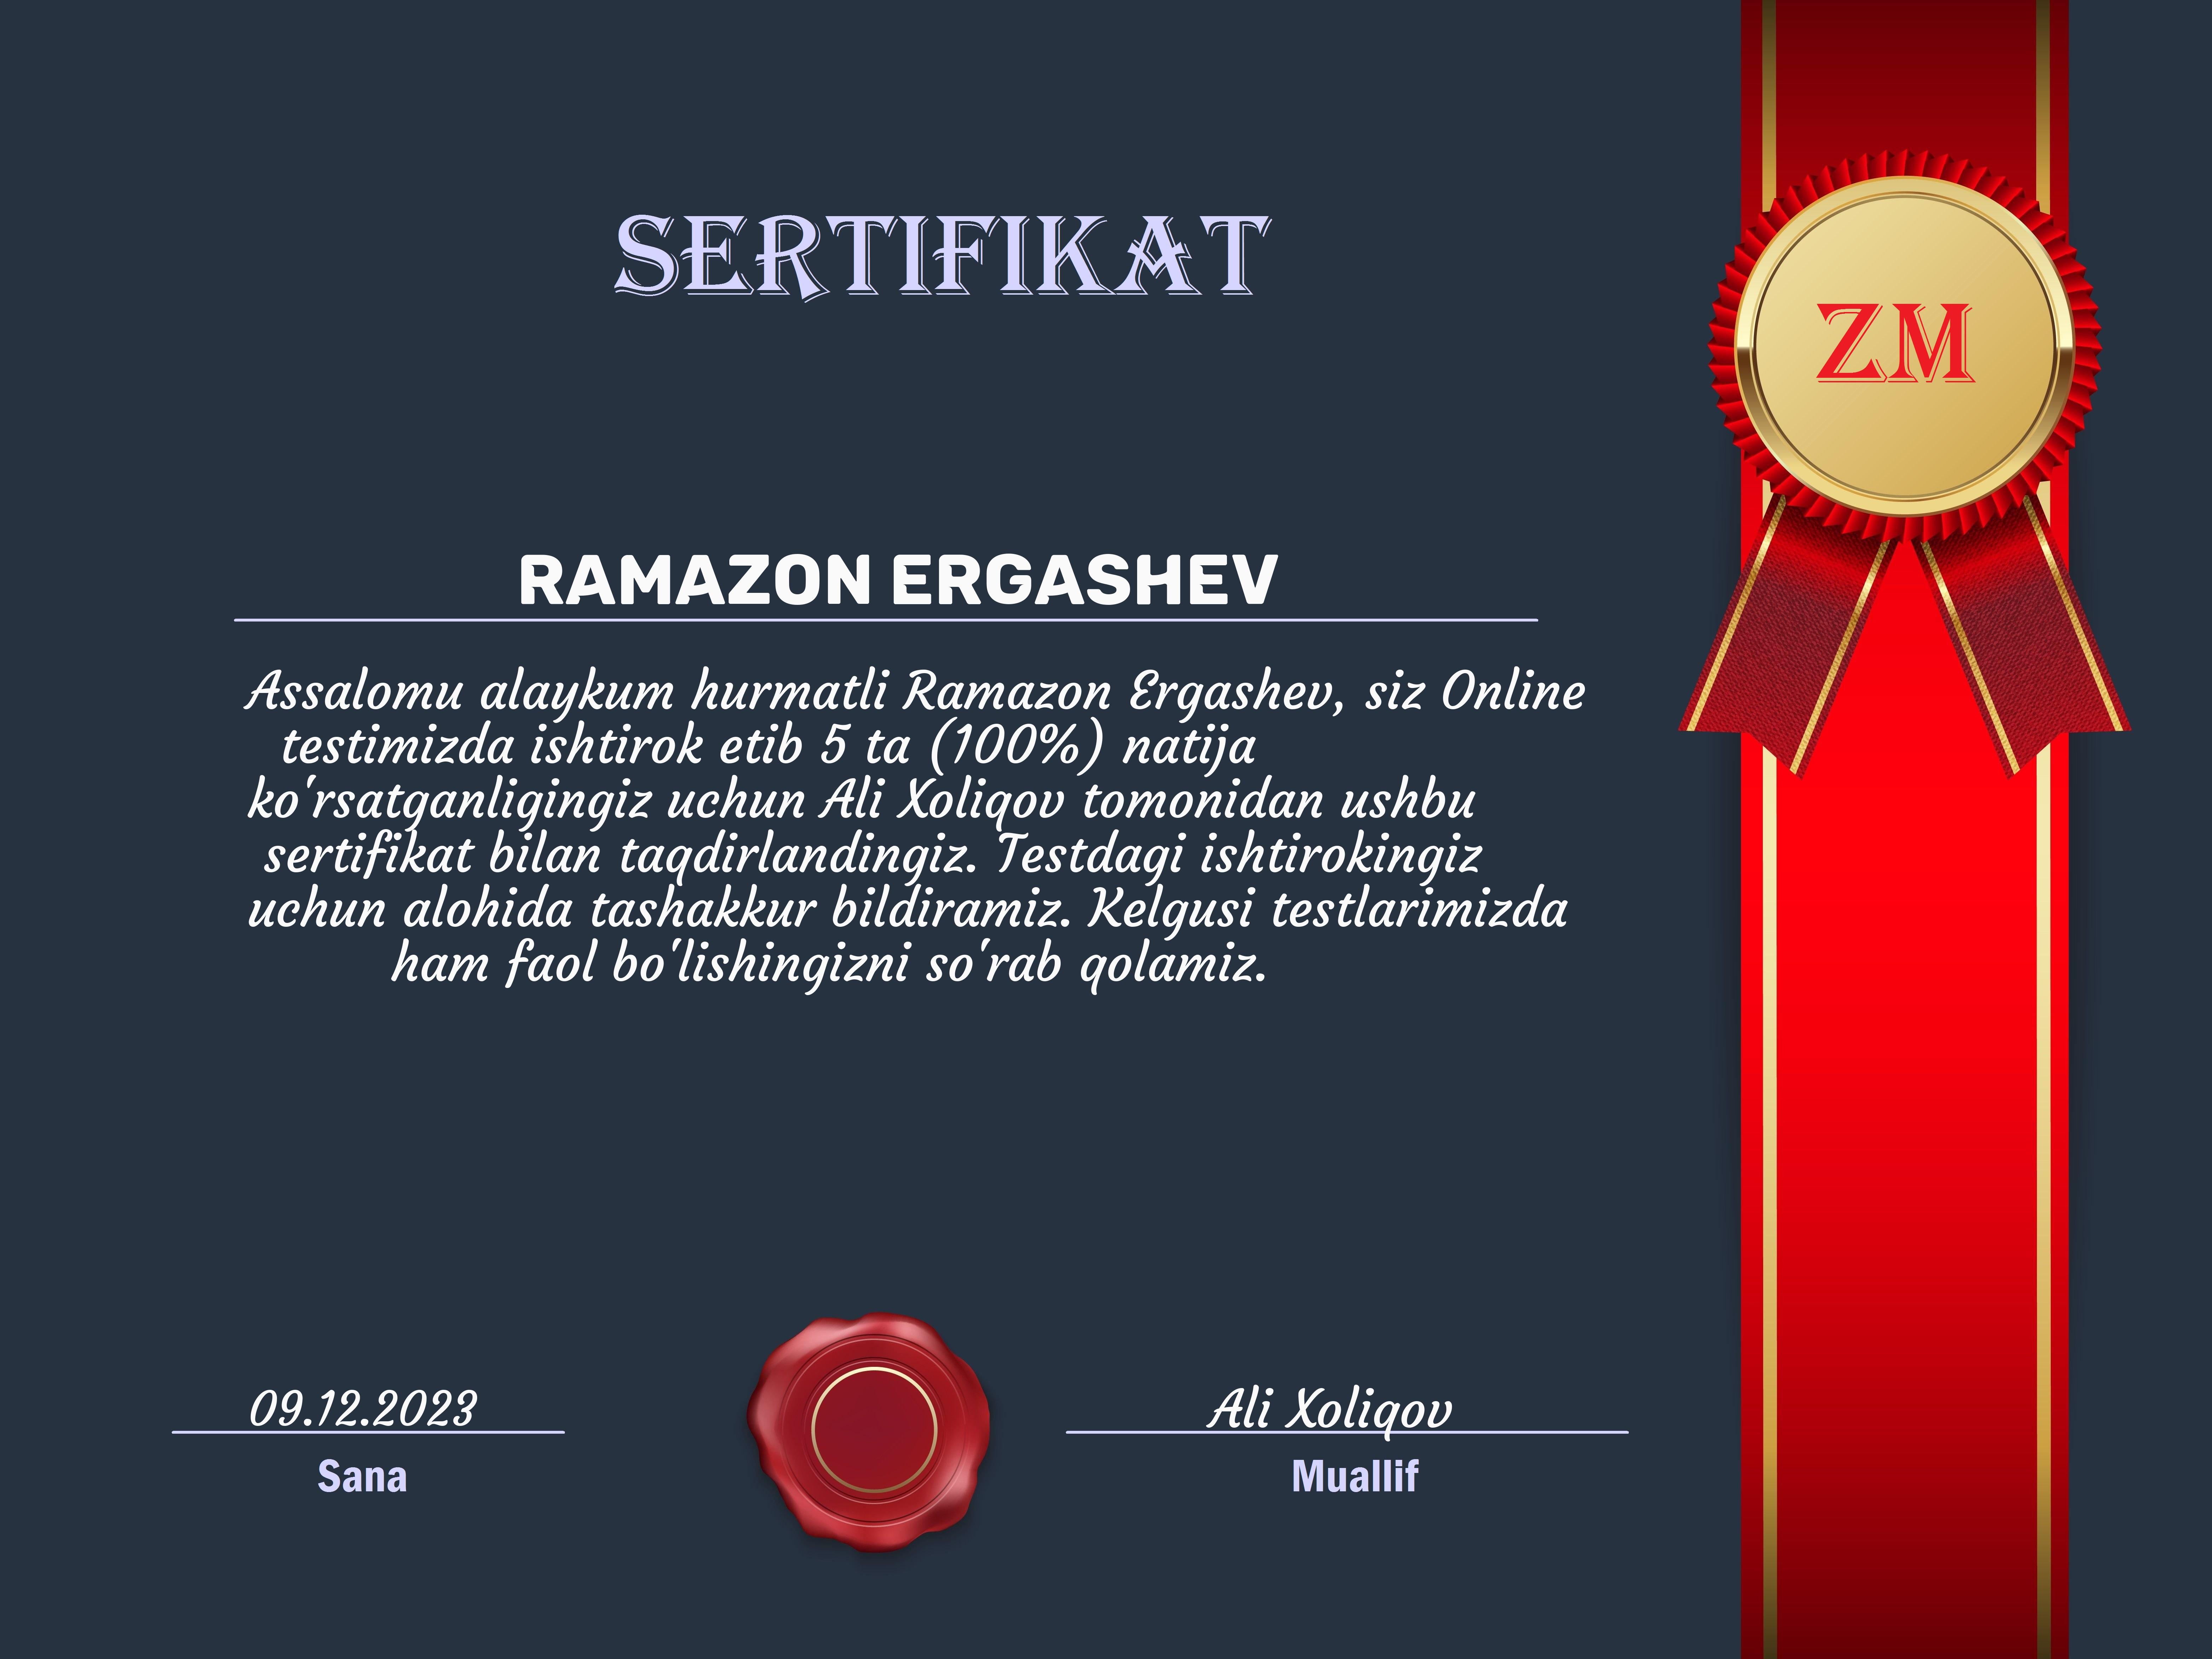 SERTIFIKAT
ZM
RAMAZON ERGASHEV
Assalomu alaykum hurmatli Ramazon Ergashev, siz Online
testimizda ishtirok etib 5 ta (100%) natija
ko'rsatganligingiz uchun Ali Xoliqov tomonidan ushbu
sertifikat bilan taqdirlandingiz. Testdagi ishtirokingiz
uchun alohida tashakkur bildiramiz. Kelgusi testlarimizda
ham faol bo'lishingizni so'rab qolamiz.
09.12.2023
Sana
Ali Xoliqov
Muallif